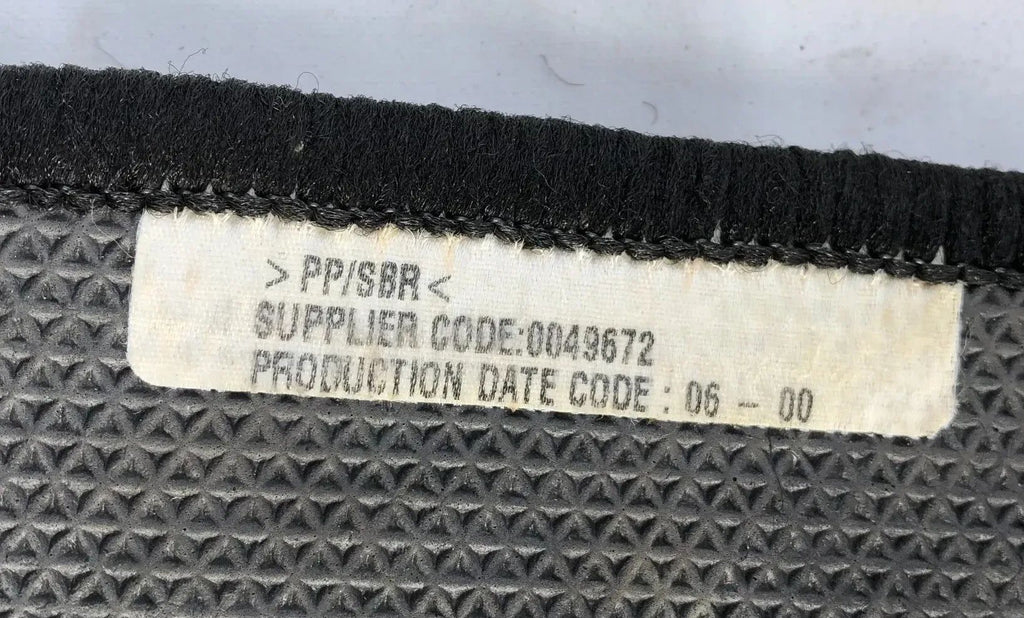 > PP/SBR <
SUPPLIER CODE:0049672
PRODUCTION DATE CODE : 06 – 00